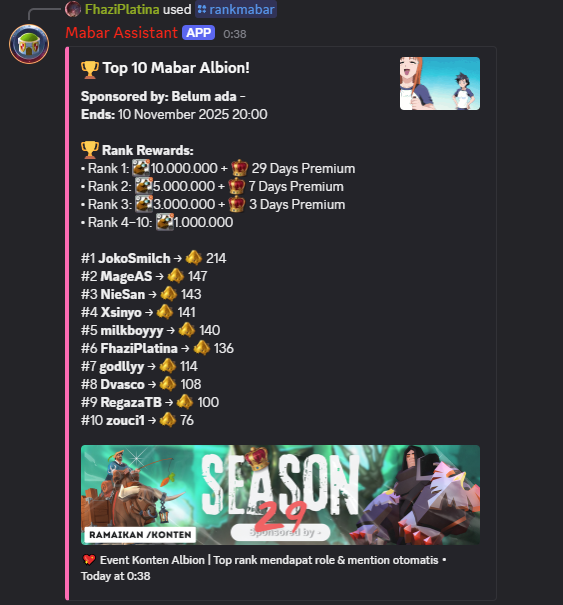 FhaziPlatina used rankmabar
Mabar Assistant APP 0:38
Top 10 Mabar Albion!
Sponsored by: Belum ada -
Ends: 10 November 2025 20:00
Rank Rewards:
• Rank 1: 10.000.000 + 29 Days Premium
• Rank 2: 5.000.000 + 7 Days Premium
• Rank 3: 3.000.000 + 3 Days Premium
• Rank 4-10: 1.000.000
#1 JokoSmilch → 214
#2 MageAS → 147
#3 NieSan → 143
#4 Xsinyo → 141
#5 milkboyyy → 140
#6 FhaziPlatina → 136
#7 godllyy → 114
#8 Dvasco → 108
#9 RegazaTB → 100
#10 zouci1 → 76
SEASON
29
RAMAIKAN /KONTEN
Sponsored by -
Event Konten Albion | Top rank mendapat role & mention otomatis •
Today at 0:38